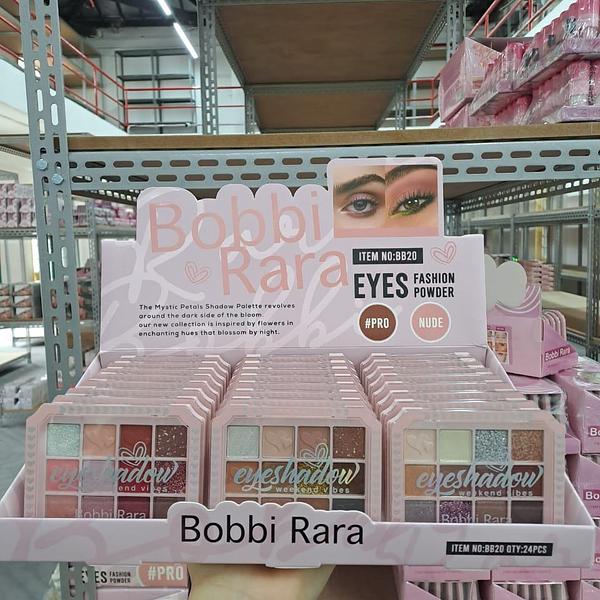 Bobbi
Rara
ITEM NO:BB20
EYES FASHION
POWDER
#PRO NUDE
The Mystic Petals Shadow Palette revolves
around the dark side of the bloom:
our new collection is inspired by flowers in
enchanting hues that blossom by night.
Bobbi Rara
eyeshadow
weekend vibes
Bobbi Rara
eyeshadow
weekend vibes
eyeshadow
weekend vibes
Bobbi Rara
Bobbi Rara
ITEM NO:BB20 QTY:24PCS
EYES FASHION
POWDER
#PRO